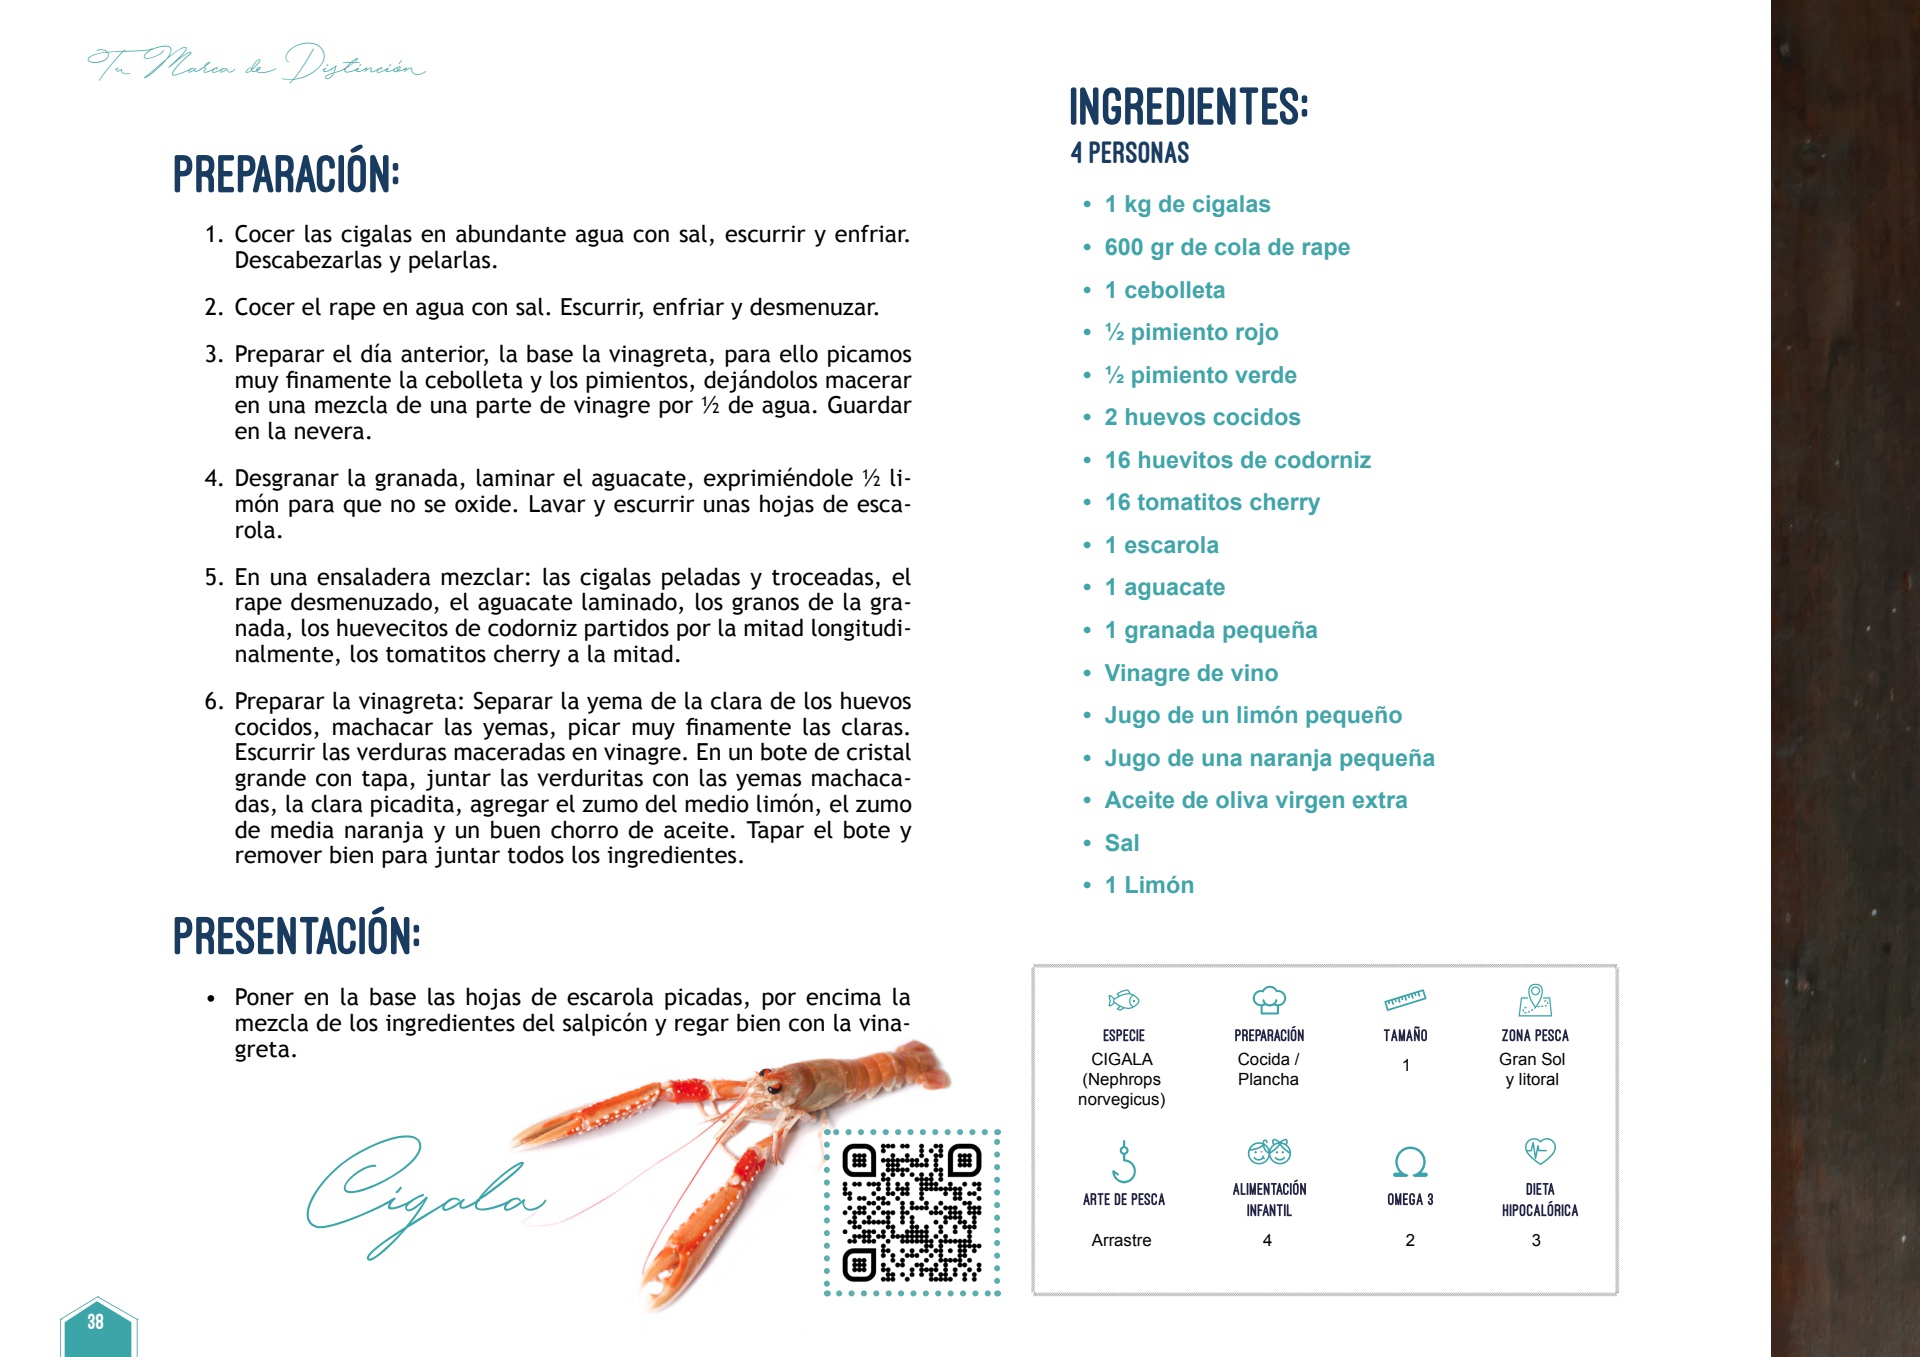 Tu Marca de Distinción
PREPARACIÓN:
1. Cocer las cigalas en abundante agua con sal, escurrir y enfriar.
Descabezarlas y pelarlas.
2. Cocer el rape en agua con sal. Escurrir, enfriar y desmenuzar.
3. Preparar el día anterior, la base la vinagreta, para ello picamos
muy finamente la cebolleta y los pimientos, dejándolos macerar
en una mezcla de una parte de vinagre por ½ de agua. Guardar
en la nevera.
4. Desgranar la granada, laminar el aguacate, exprimiéndole ½ li-
món para que no se oxide. Lavar y escurrir unas hojas de esca-
rola.
5. En una ensaladera mezclar: las cigalas peladas y troceadas, el
rape desmenuzado, el aguacate laminado, los granos de la gra-
nada, los huevecitos de codorniz partidos por la mitad longitudi-
nalmente, los tomatitos cherry a la mitad.
6. Preparar la vinagreta: Separar la yema de la clara de los huevos
cocidos, machacar las yemas, picar muy finamente las claras.
Escurrir las verduras maceradas en vinagre. En un bote de cristal
grande con tapa, juntar las verduritas con las yemas machaca-
das, la clara picadita, agregar el zumo del medio limón, el zumo
de media naranja y un buen chorro de aceite. Tapar el bote y
remover bien para juntar todos los ingredientes.
PRESENTACIÓN:
• Poner en la base las hojas de escarola picadas, por encima la
mezcla de los ingredientes del salpicón y regar bien con la vina-
greta.
Cigala
38
INGREDIENTES:
4 PERSONAS
• 1 kg de cigalas
• 600 gr de cola de rape
• 1 cebolleta
• ½ pimiento rojo
• ½ pimiento verde
• 2 huevos cocidos
• 16 huevitos de codorniz
• 16 tomatitos cherry
• 1 escarola
• 1 aguacate
• 1 granada pequeña
• Vinagre de vino
• Jugo de un limón pequeño
• Jugo de una naranja pequeña
• Aceite de oliva virgen extra
• Sal
• 1 Limón
ESPECIE
CIGALA
(Nephrops
norvegicus)
PREPARACIÓN
Cocida /
Plancha
TAMAÑO
1
ZONA PESCA
Gran Sol
y litoral
ARTE DE PESCA
Arrastre
ALIMENTACIÓN
INFANTIL
4
OMEGA 3
2
DIETA
HIPOCALÓRICA
3